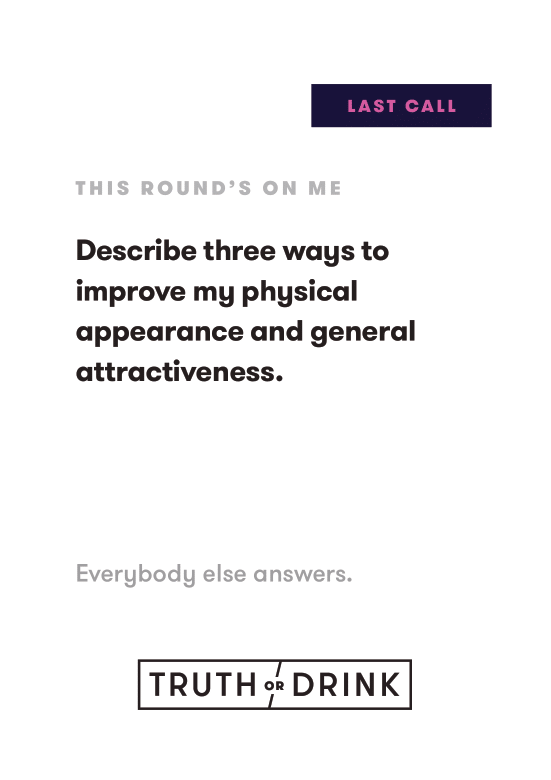 LAST CALL
THIS ROUND’S ON ME
Describe three ways to
improve my physical
appearance and general
attractiveness.
Everybody else answers.
TRUTH OR DRINK